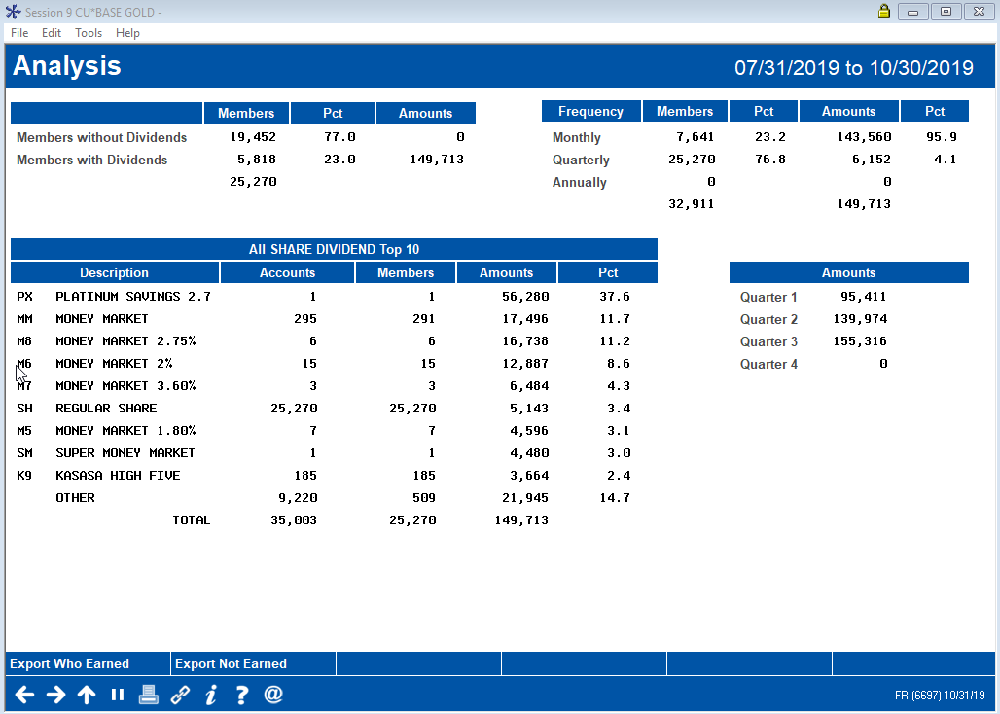 Session 9 CU*BASE GOLD -
File Edit Tools Help
Analysis 07/31/2019 to 10/30/2019
Members Pct Amounts
Members without Dividends 19,452 77.0 0
Members with Dividends 5,818 23.0 149,713
25,270
Frequency Members Pct Amounts Pct
Monthly 7,641 23.2 143,560 95.9
Quarterly 25,270 76.8 6,152 4.1
Annually 0 0
32,911 149,713
All SHARE DIVIDEND Top 10
Description Accounts Members Amounts Pct
PX PLATINUM SAVINGS 2.7 1 1 56,280 37.6
MM MONEY MARKET 295 291 17,496 11.7
M8 MONEY MARKET 2.75% 6 6 16,738 11.2
M6 MONEY MARKET 2% 15 15 12,887 8.6
M7 MONEY MARKET 3.60% 3 3 6,484 4.3
SH REGULAR SHARE 25,270 25,270 5,143 3.4
M5 MONEY MARKET 1.80% 7 7 4,596 3.1
SM SUPER MONEY MARKET 1 1 4,480 3.0
K9 KASASA HIGH FIVE 185 185 3,664 2.4
OTHER 9,220 509 21,945 14.7
TOTAL 35,003 25,270 149,713
Amounts
Quarter 1 95,411
Quarter 2 139,974
Quarter 3 155,316
Quarter 4 0
Export Who Earned Export Not Earned
FR (6697) 10/31/19